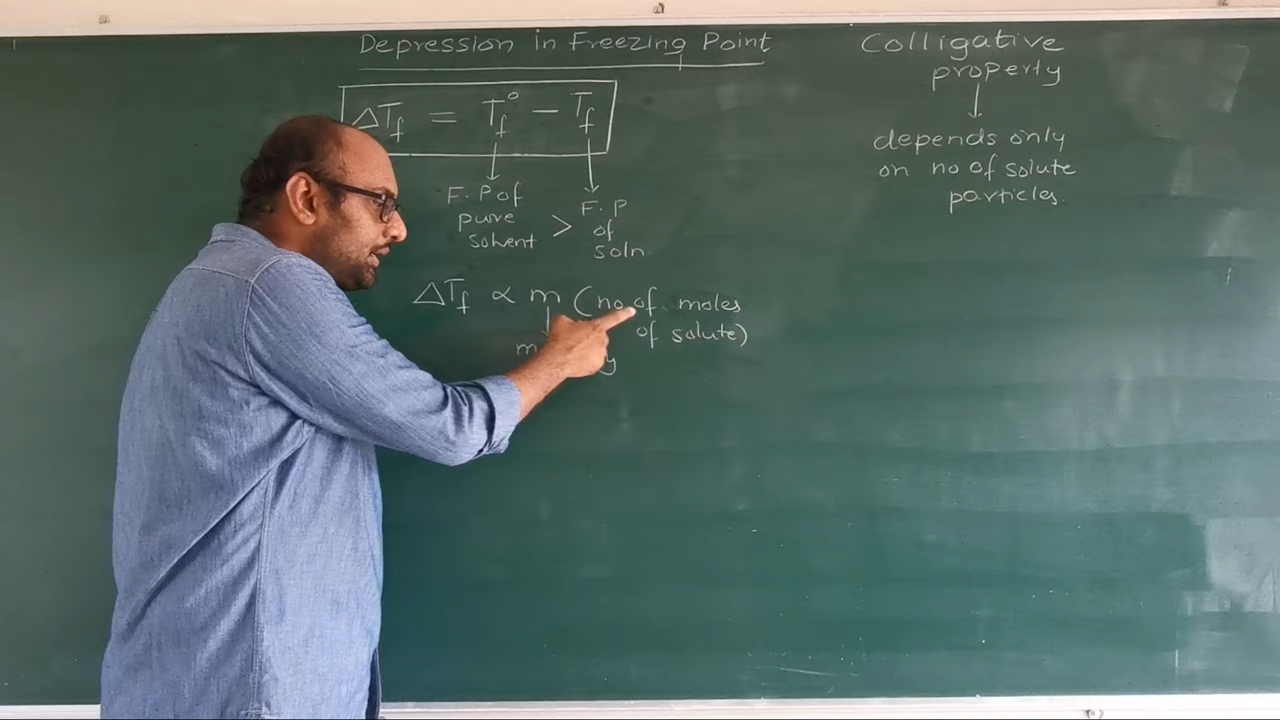 Depression in Freezing Point
ΔTf = Tf° − Tf
F.P of
pure
solvent
>
F.P
of
soln
ΔTf ∝ m (no of moles
of solute)
Colligative
property
depends only
on no of solute
particles.